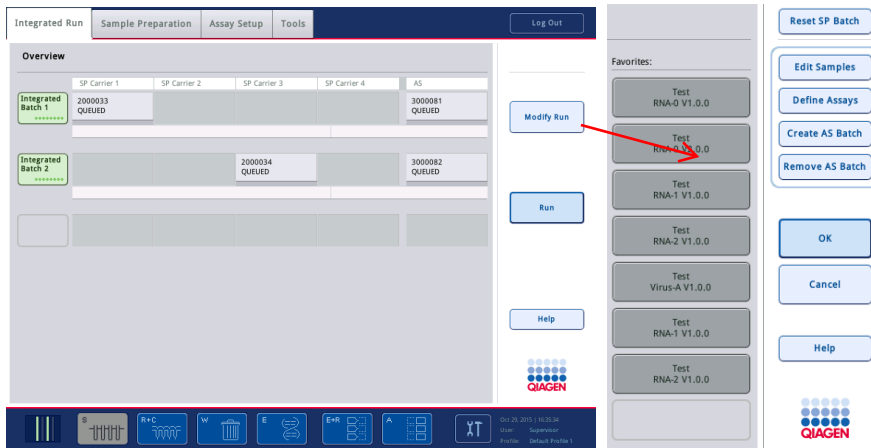 Integrated Run
Sample Preparation
Assay Setup
Tools
Log Out
Overview
SP Carrier 1
SP Carrier 2
SP Carrier 3
SP Carrier 4
AS
Integrated
Batch 1
2000033
QUEUED
3000081
QUEUED
Integrated
Batch 2
2000034
QUEUED
3000082
QUEUED
Modify Run
Run
Help
QIAGEN
S
R+C
W
E
E+R
A
Oct 29, 2015 | 16:35:34
User: Supervisor
Profile: Default Profile 1
Favorites:
Test
RNA-0 V1.0.0
Test
RNA-0 V2.0.0
Test
RNA-1 V1.0.0
Test
RNA-2 V1.0.0
Test
Virus-A V1.0.0
Test
RNA-1 V1.0.0
Test
RNA-2 V1.0.0
Reset SP Batch
Edit Samples
Define Assays
Create AS Batch
Remove AS Batch
OK
Cancel
Help
QIAGEN